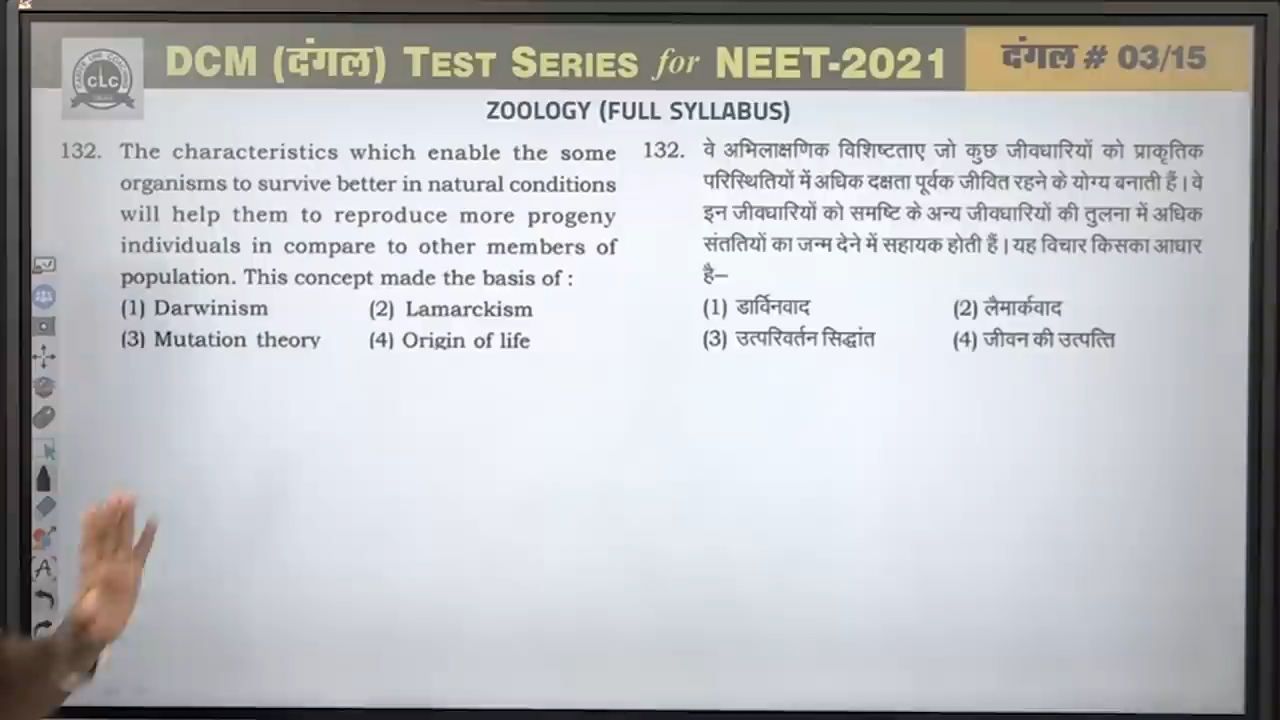 DCM (दंगल) TEST SERIES for NEET-2021
दंगल # 03/15
CLC
ZOOLOGY (FULL SYLLABUS)
132. The characteristics which enable the some
organisms to survive better in natural conditions
will help them to reproduce more progeny
individuals in compare to other members of
population. This concept made the basis of :
(1) Darwinism (2) Lamarckism
(3) Mutation theory (4) Origin of life
132. वे अभिलाक्षणिक विशिष्टताए जो कुछ जीवधारियों को प्राकृतिक
परिस्थितियों में अधिक दक्षता पूर्वक जीवित रहने के योग्य बनाती हैं। वे
इन जीवधारियों को समष्टि के अन्य जीवधारियों की तुलना में अधिक
संततियों का जन्म देने में सहायक होती हैं। यह विचार किसका आधार
है–
(1) डार्विनवाद (2) लैमार्कवाद
(3) उत्परिवर्तन सिद्धांत (4) जीवन की उत्पत्ति